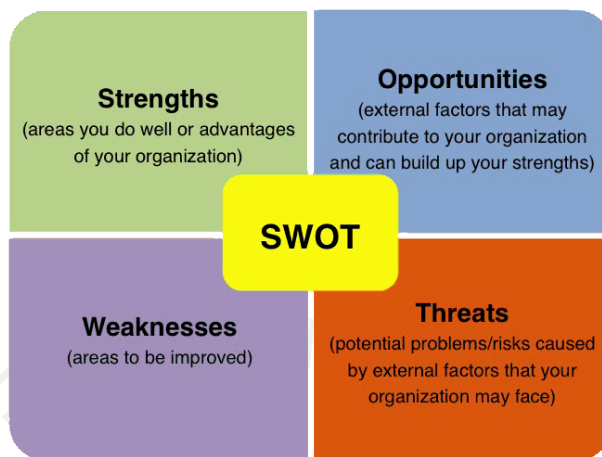 Strengths
(areas you do well or advantages
of your organization)
Opportunities
(external factors that may
contribute to your organization
and can build up your strengths)
SWOT
Weaknesses
(areas to be improved)
Threats
(potential problems/risks caused
by external factors that your
organization may face)